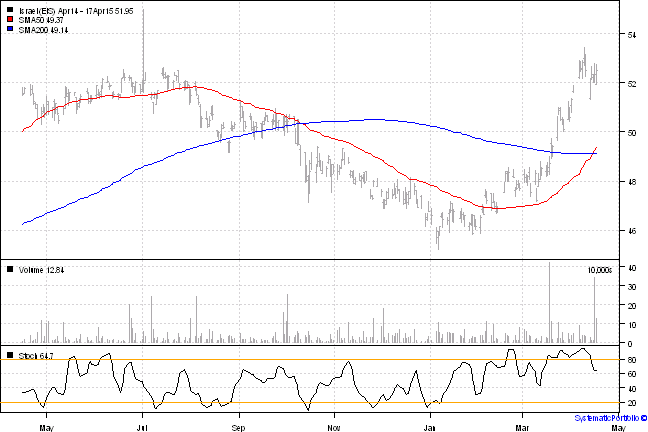 Israel(EIS) Apr14 - 17Apr15 51.95
SMA50 49.37
SMA200 49.14
54
52
50
48
46
Volume 12.84
10,000s
40
30
20
10
0
Stoch 64.7
80
60
40
20
May
Jul
Sep
Nov
Jan
Mar
May
SystematicPortfolio ©